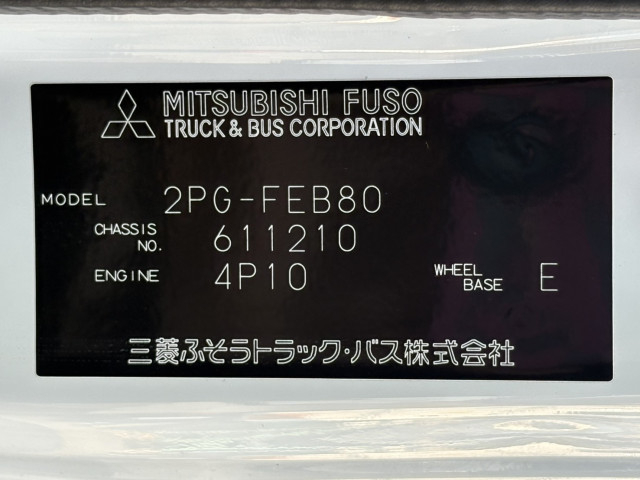 MITSUBISHI FUSO
TRUCK & BUS CORPORATION
MODEL 2PG-FEB80
CHASSIS NO. 611210
ENGINE 4P10 WHEEL BASE E
三菱ふそうトラック・バス株式会社